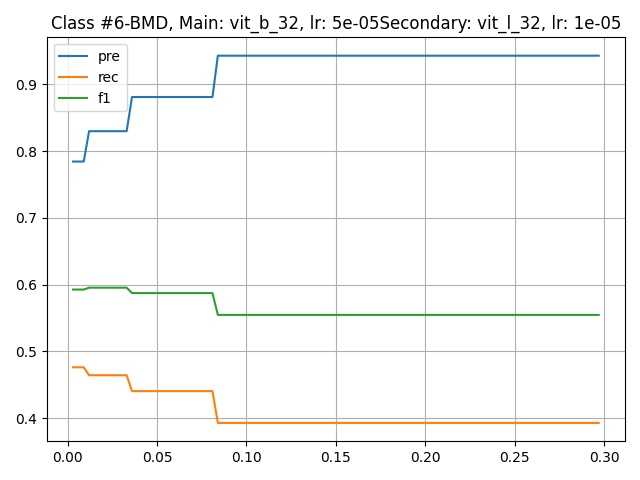 Class #6-BMD, Main: vit_b_32, lr: 5e-05Secondary: vit_l_32, lr: 1e-05
pre
rec
f1
0.9
0.8
0.7
0.6
0.5
0.4
0.00 0.05 0.10 0.15 0.20 0.25 0.30